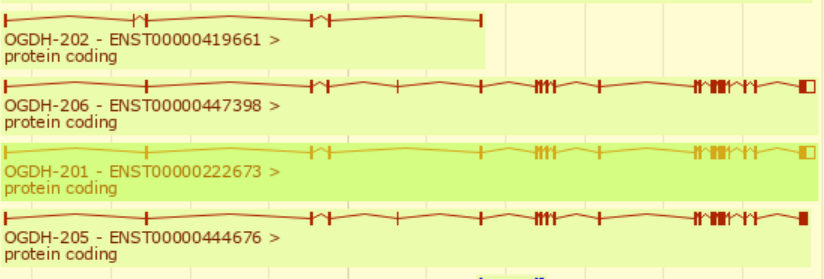 OGDH-202 - ENST00000419661 >
protein coding
OGDH-206 - ENST00000447398 >
protein coding
OGDH-201 - ENST00000222673 >
protein coding
OGDH-205 - ENST00000444676 >
protein coding